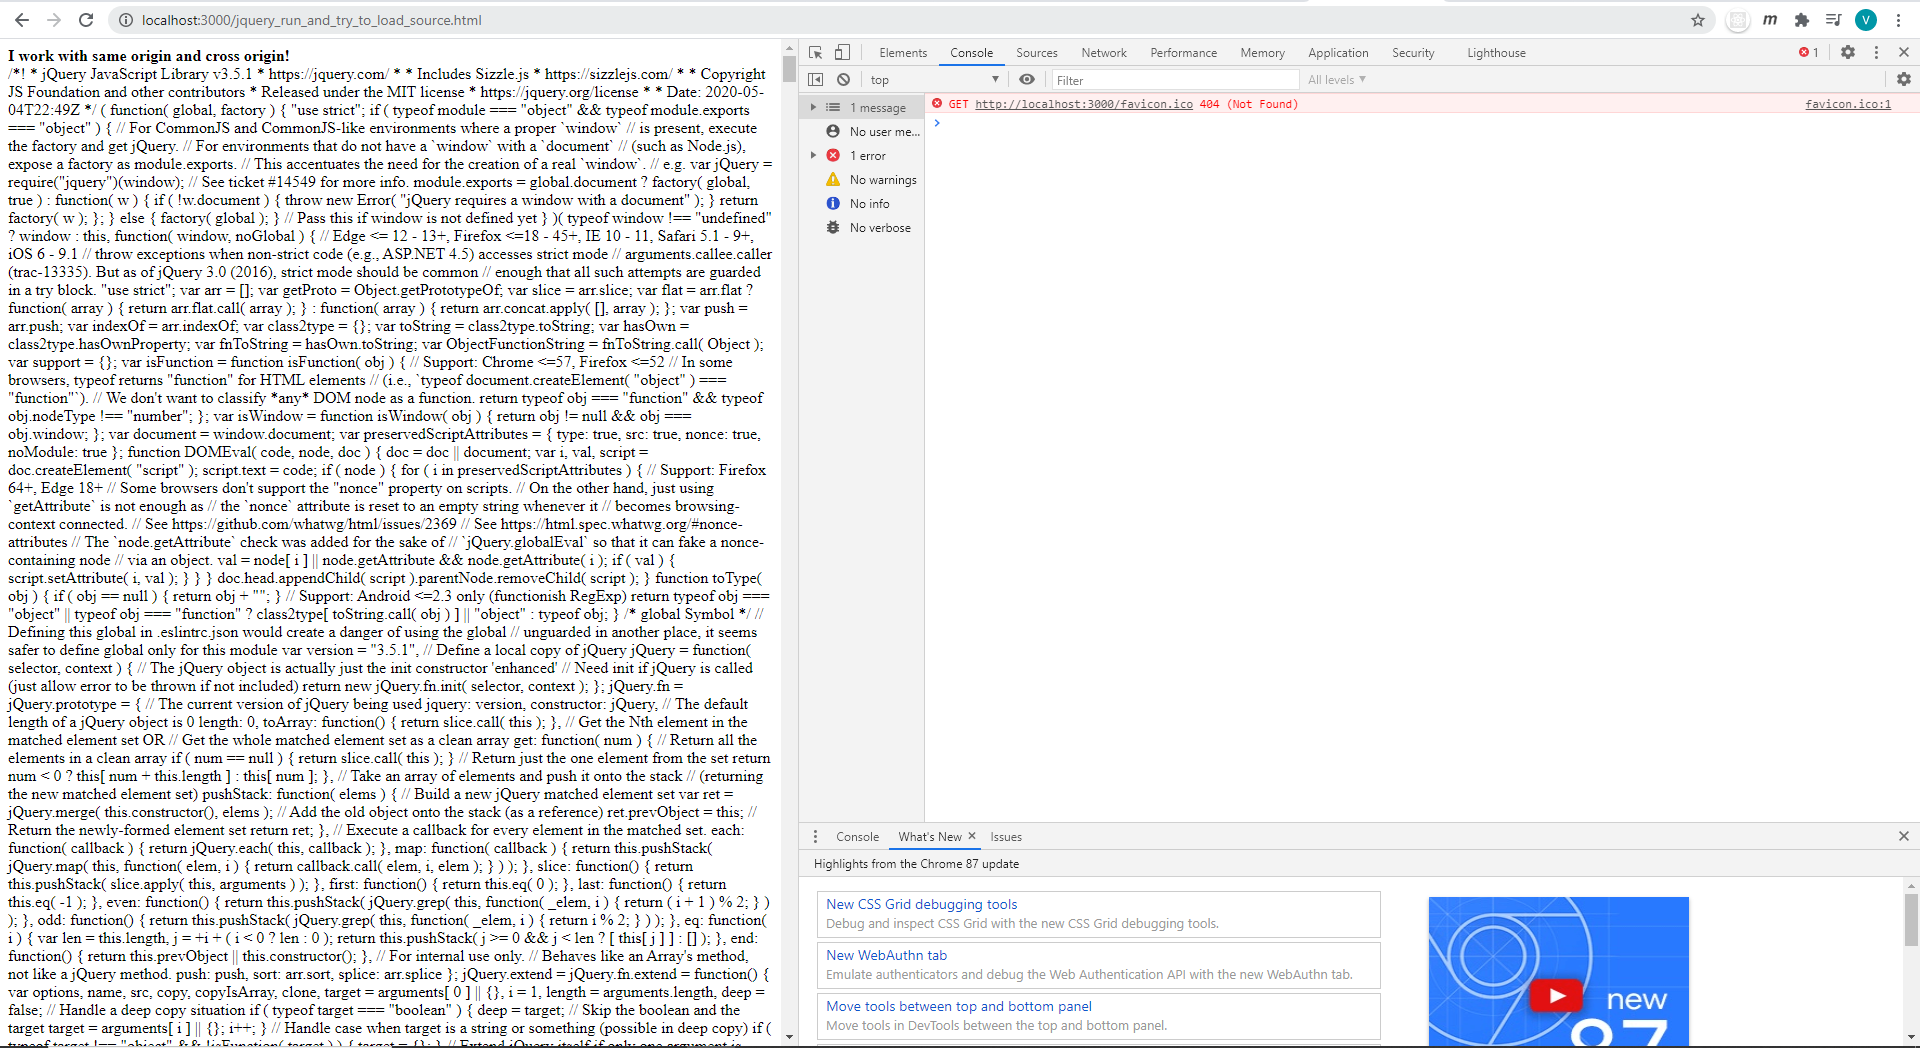 localhost:3000/jquery_run_and_try_to_load_source.html
m
V
I work with same origin and cross origin!
/*! * jQuery JavaScript Library v3.5.1 * https://jquery.com/ * * Includes Sizzle.js * https://sizzlejs.com/ * * Copyright
JS Foundation and other contributors * Released under the MIT license * https://jquery.org/license * * Date: 2020-05-
04T22:49Z */ ( function( global, factory ) { "use strict"; if ( typeof module === "object" && typeof module.exports
=== "object" ) { // For CommonJS and CommonJS-like environments where a proper `window` // is present, execute
the factory and get jQuery. // For environments that do not have a `window` with a `document` // (such as Node.js),
expose a factory as module.exports. // This accentuates the need for the creation of a real `window`. // e.g. var jQuery =
require("jquery")(window); // See ticket #14549 for more info. module.exports = global.document ? factory( global,
true ) : function( w ) { if ( !w.document ) { throw new Error( "jQuery requires a window with a document" ); } return
factory( w ); }; } else { factory( global ); } // Pass this if window is not defined yet } )( typeof window !== "undefined"
? window : this, function( window, noGlobal ) { // Edge <= 12 - 13+, Firefox <=18 - 45+, IE 10 - 11, Safari 5.1 - 9+,
iOS 6 - 9.1 // throw exceptions when non-strict code (e.g., ASP.NET 4.5) accesses strict mode // arguments.callee.caller
(trac-13335). But as of jQuery 3.0 (2016), strict mode should be common // enough that all such attempts are guarded
in a try block. "use strict"; var arr = []; var getProto = Object.getPrototypeOf; var slice = arr.slice; var flat = arr.flat ?
function( array ) { return arr.flat.call( array ); } : function( array ) { return arr.concat.apply( [], array ); }; var push =
arr.push; var indexOf = arr.indexOf; var class2type = {}; var toString = class2type.toString; var hasOwn =
class2type.hasOwnProperty; var fnToString = hasOwn.toString; var ObjectFunctionString = fnToString.call( Object );
var support = {}; var isFunction = function isFunction( obj ) { // Support: Chrome <=57, Firefox <=52 // In some
browsers, typeof returns "function" for HTML elements // (i.e., `typeof document.createElement( "object" ) ===
"function"`). // We don't want to classify *any* DOM node as a function. return typeof obj === "function" && typeof
obj.nodeType !== "number"; }; var isWindow = function isWindow( obj ) { return obj != null && obj ===
obj.window; }; var document = window.document; var preservedScriptAttributes = { type: true, src: true, nonce: true,
noModule: true }; function DOMEval( code, node, doc ) { doc = doc || document; var i, val, script =
doc.createElement( "script" ); script.text = code; if ( node ) { for ( i in preservedScriptAttributes ) { // Support: Firefox
64+, Edge 18+ // Some browsers don't support the "nonce" property on scripts. // On the other hand, just using
`getAttribute` is not enough as // the `nonce` attribute is reset to an empty string whenever it // becomes browsing-
context connected. // See https://github.com/whatwg/html/issues/2369 // See https://html.spec.whatwg.org/#nonce-
attributes // The `node.getAttribute` check was added for the sake of // `jQuery.globalEval` so that it can fake a nonce-
containing node // via an object. val = node[ i ] || node.getAttribute && node.getAttribute( i ); if ( val ) {
script.setAttribute( i, val ); } } } doc.head.appendChild( script ).parentNode.removeChild( script ); } function toType(
obj ) { if ( obj == null ) { return obj + ""; } // Support: Android <=2.3 only (functionish RegExp) return typeof obj ===
"object" || typeof obj === "function" ? class2type[ toString.call( obj ) ] || "object" : typeof obj; } /* global Symbol */ //
Defining this global in .eslintrc.json would create a danger of using the global // unguarded in another place, it seems
safer to define global only for this module var version = "3.5.1", // Define a local copy of jQuery jQuery = function(
selector, context ) { // The jQuery object is actually just the init constructor 'enhanced' // Need init if jQuery is called
(just allow error to be thrown if not included) return new jQuery.fn.init( selector, context ); }; jQuery.fn =
jQuery.prototype = { // The current version of jQuery being used jquery: version, constructor: jQuery, // The default
length of a jQuery object is 0 length: 0, toArray: function() { return slice.call( this ); }, // Get the Nth element in the
matched element set OR // Get the whole matched element set as a clean array get: function( num ) { // Return all the
elements in a clean array if ( num == null ) { return slice.call( this ); } // Return just the one element from the set return
num < 0 ? this[ num + this.length ] : this[ num ]; }, // Take an array of elements and push it onto the stack // (returning
the new matched element set) pushStack: function( elems ) { // Build a new jQuery matched element set var ret =
jQuery.merge( this.constructor(), elems ); // Add the old object onto the stack (as a reference) ret.prevObject = this; //
Return the newly-formed element set return ret; }, // Execute a callback for every element in the matched set. each:
function( callback ) { return jQuery.each( this, callback ); }, map: function( callback ) { return this.pushStack(
jQuery.map( this, function( elem, i ) { return callback.call( elem, i, elem ); } ) ); }, slice: function() { return
this.pushStack( slice.apply( this, arguments ) ); }, first: function() { return this.eq( 0 ); }, last: function() { return
this.eq( -1 ); }, even: function() { return this.pushStack( jQuery.grep( this, function( _elem, i ) { return ( i + 1 ) % 2; } )
); }, odd: function() { return this.pushStack( jQuery.grep( this, function( _elem, i ) { return i % 2; } ) ); }, eq: function(
i ) { var len = this.length, j = +i + ( i < 0 ? len : 0 ); return this.pushStack( j >= 0 && j < len ? [ this[ j ] ] : [] ); }, end:
function() { return this.prevObject || this.constructor(); }, // For internal use only. // Behaves like an Array's method,
not like a jQuery method. push: push, sort: arr.sort, splice: arr.splice }; jQuery.extend = jQuery.fn.extend = function() {
var options, name, src, copy, copyIsArray, clone, target = arguments[ 0 ] || {}, i = 1, length = arguments.length, deep =
false; // Handle a deep copy situation if ( typeof target === "boolean" ) { deep = target; // Skip the boolean and the
target target = arguments[ i ] || {}; i++; } // Handle case when target is a string or something (possible in deep copy) if (
typeof target !== "object" && !isFunction( target ) ) { target = {}; } // Extend jQuery itself if only one argument is
Elements Console Sources Network Performance Memory Application Security Lighthouse 1
top Filter All levels
1 message
No user me...
1 error
No warnings
No info
No verbose
GET http://localhost:3000/favicon.ico 404 (Not Found) favicon.ico:1
Console What's New Issues
Highlights from the Chrome 87 update
New CSS Grid debugging tools
Debug and inspect CSS Grid with the new CSS Grid debugging tools.
New WebAuthn tab
Emulate authenticators and debug the Web Authentication API with the new WebAuthn tab.
Move tools between top and bottom panel
Move tools in DevTools between the top and bottom panel.
new
87